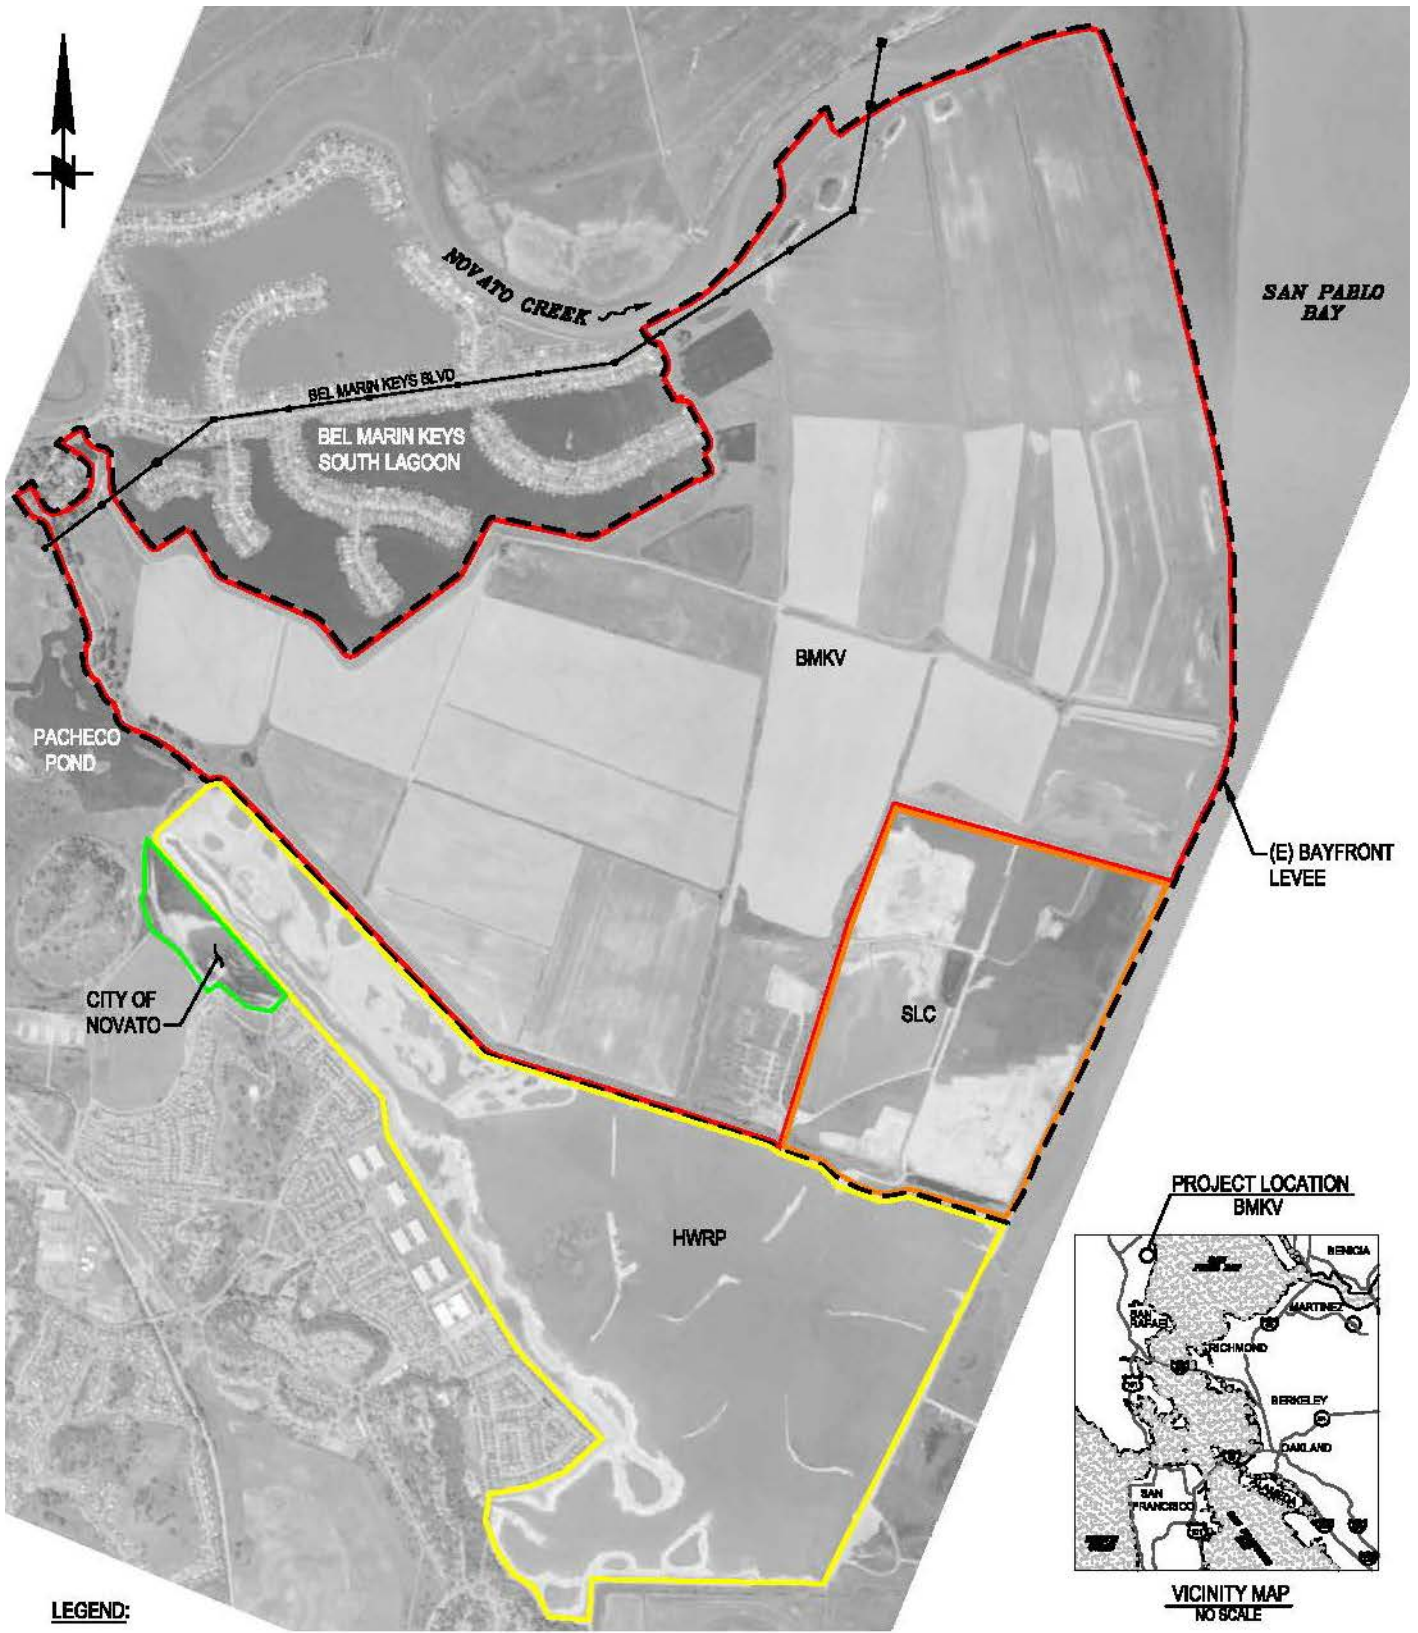 N
NOVATO CREEK
SAN PABLO
BAY
BEL MARIN KEYS BLVD
BEL MARIN KEYS
SOUTH LAGOON
BMKV
PACHECO
POND
(E) BAYFRONT
LEVEE
CITY OF
NOVATO
SLC
HWRP
PROJECT LOCATION
BMKV
BENICIA
SAN
RAFAEL
MARTINEZ
RICHMOND
BERKELEY
OAKLAND
SAN
FRANCISCO
ALAMEDA
VICINITY MAP
NO SCALE
LEGEND: